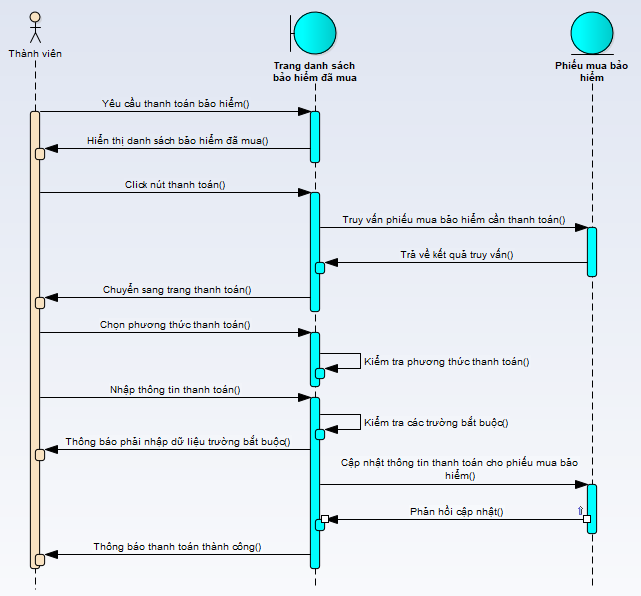 Thành viên
Trang danh sách
bảo hiểm đã mua
Phiếu mua bảo
hiểm
Yêu cầu thanh toán bảo hiểm()
Hiển thị danh sách bảo hiểm đã mua()
Click nút thanh toán()
Truy vấn phiếu mua bảo hiểm cần thanh toán()
Trả về kết quả truy vấn()
Chuyển sang trang thanh toán()
Chọn phương thức thanh toán()
Kiểm tra phương thức thanh toán()
Nhập thông tin thanh toán()
Kiểm tra các trường bắt buộc()
Thông báo phải nhập dữ liệu trường bắt buộc()
Cập nhật thông tin thanh toán cho phiếu mua bảo
hiểm()
Phản hồi cập nhật()
Thông báo thanh toán thành công()